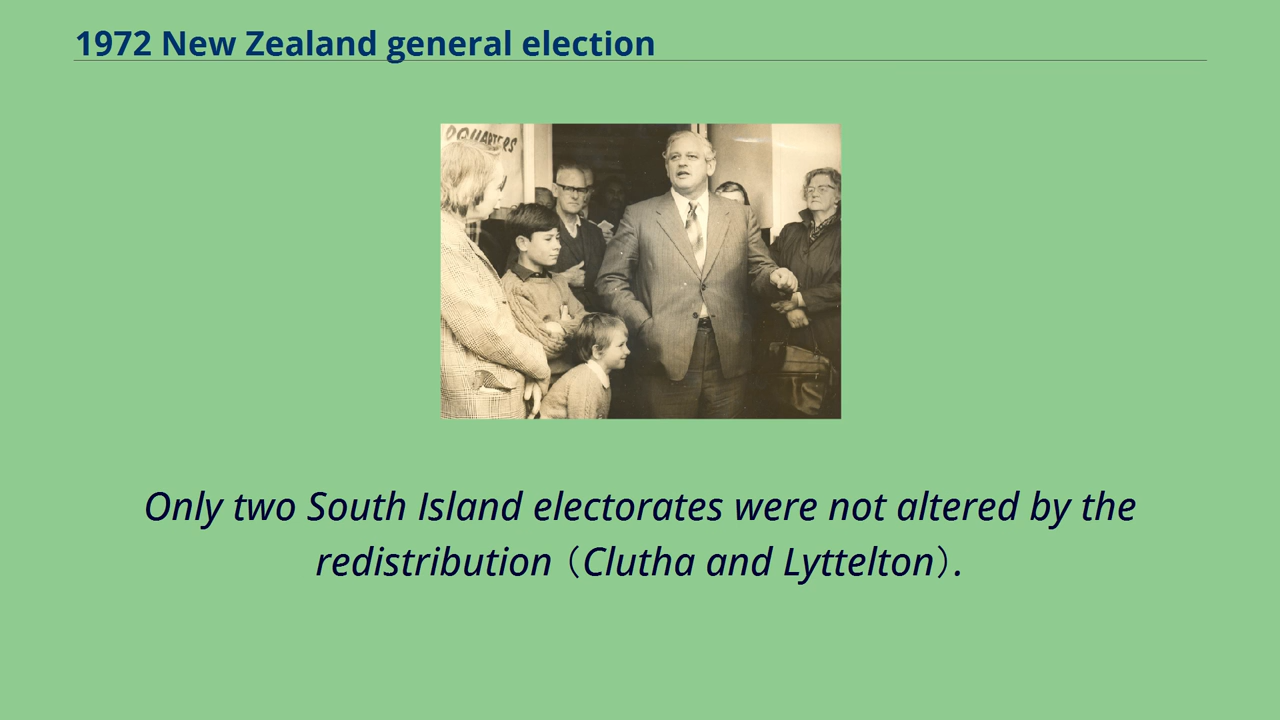 1972 New Zealand general election
DQUARTERS
Only two South Island electorates were not altered by the
redistribution (Clutha and Lyttelton).